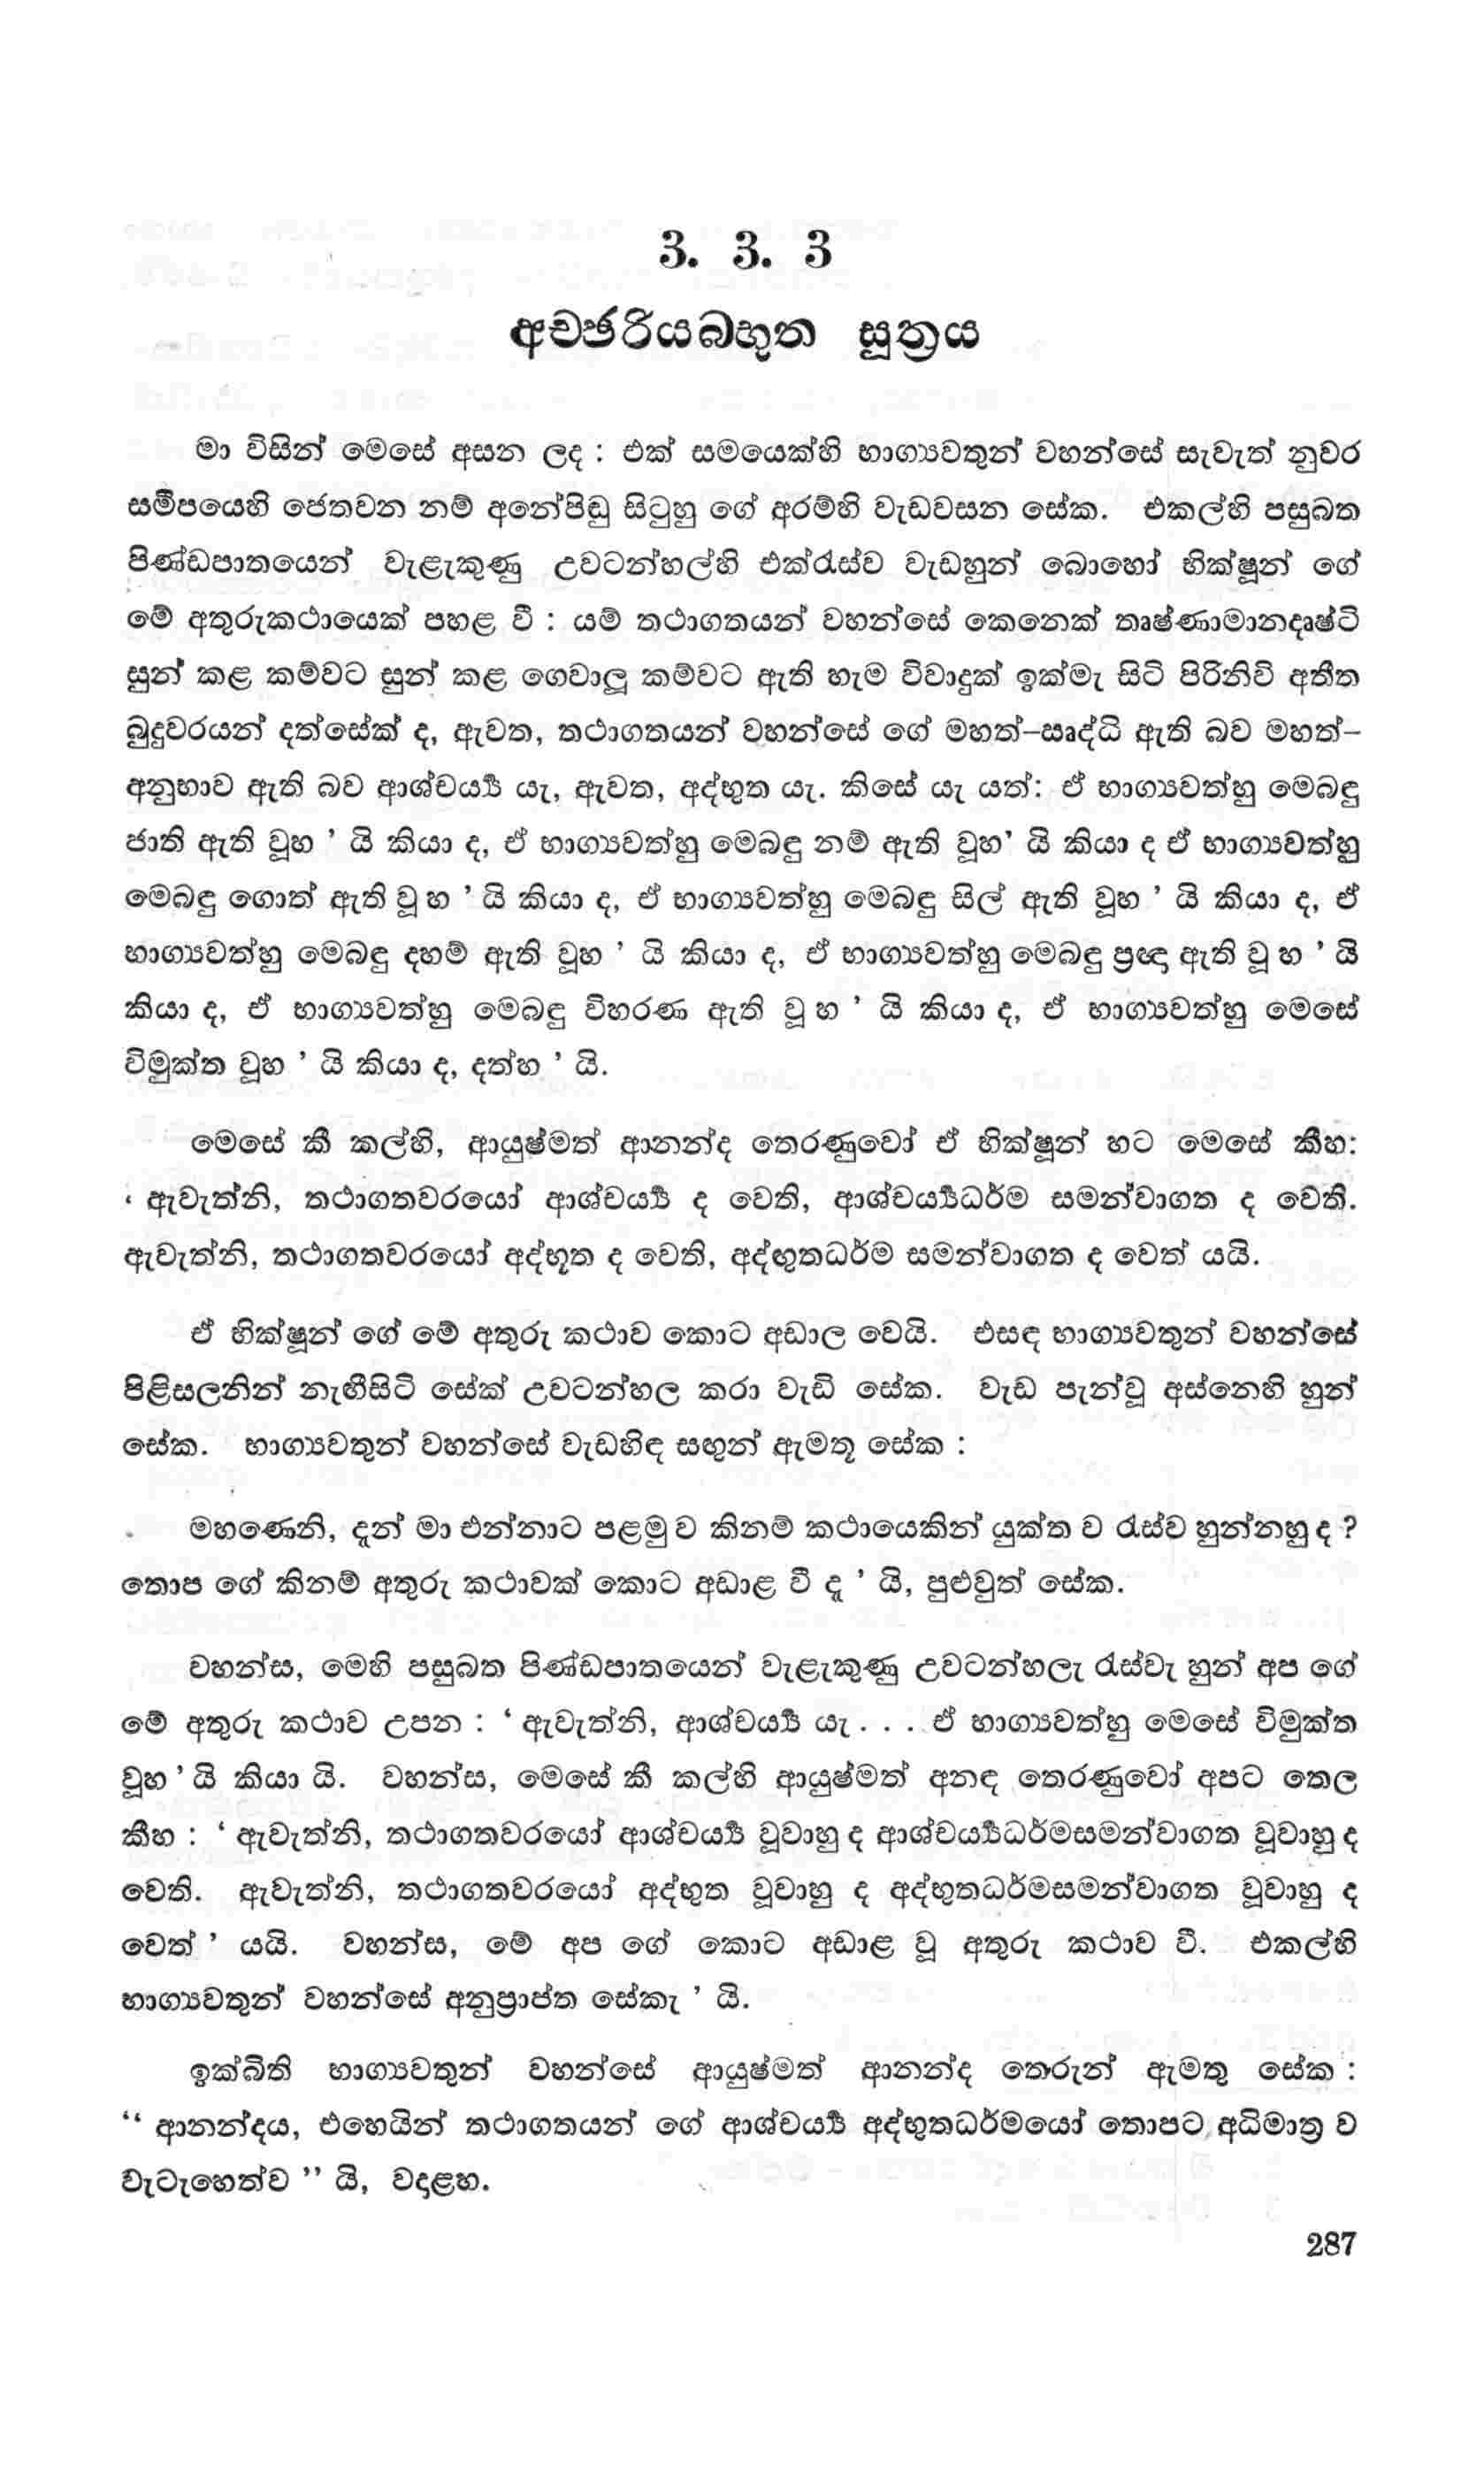 3. 3. 3
අච්ඡරියබ්භුත සූත්‍රය
මා විසින් මෙසේ අසන ලද : එක් සමයෙක්හි භාග්‍යවතුන් වහන්සේ සැවැත් නුවර
සමීපයෙහි ජෙතවන නම් අනේපිඬු සිටුහු ගේ අරම්හි වැඩවසන සේක. එකල්හි පසුබත
පිණ්ඩපාතයෙන් වැළැකුණු උවටන්හල්හි එක්රැස්ව වැඩහුන් බොහෝ භික්ෂූන් ගේ
මේ අතුරුකථායෙක් පහළ වී : යම් තථාගතයන් වහන්සේ කෙනෙක් තෘෂ්ණාමානදෘෂ්ටි
සුන් කළ කම්වට සුන් කළ ගෙවාලූ කම්වට ඇති හැම විවාදුක් ඉක්මැ සිටි පිරිනිවි අතීත
බුදුවරයන් දත්සේක් ද, ඇවත, තථාගතයන් වහන්සේ ගේ මහත්–සෘද්ධි ඇති බව මහත්–
අනුභාව ඇති බව ආශ්චර්‍ය්‍ය යැ, ඇවත, අද්භුත යැ. කිසේ යැ යත්: ඒ භාග්‍යවත්හු මෙබඳු
ජාති ඇති වූහ ’ යි කියා ද, ඒ භාග්‍යවත්හු මෙබඳු නම් ඇති වූහ’ යි කියා ද ඒ භාග්‍යවත්හු
මෙබඳු ගොත් ඇති වූ හ ’ යි කියා ද, ඒ භාග්‍යවත්හු මෙබඳු සිල් ඇති වූහ ’ යි කියා ද, ඒ
භාග්‍යවත්හු මෙබඳු දහම් ඇති වූහ ’ යි කියා ද, ඒ භාග්‍යවත්හු මෙබඳු ප්‍රඥා ඇති වූ හ ’ යි
කියා ද, ඒ භාග්‍යවත්හු මෙබඳු විහරණ ඇති වූ හ ’ යි කියා ද, ඒ භාග්‍යවත්හු මෙසේ
විමුක්ත වූහ ’ යි කියා ද, දත්හ ’ යි.
මෙසේ කී කල්හි, ආයුෂ්මත් ආනන්ද තෙරණුවෝ ඒ භික්ෂූන් හට මෙසේ කීහ:
‘ ඇවැත්නි, තථාගතවරයෝ ආශ්චර්‍ය්‍ය ද වෙති, ආශ්චර්‍ය්‍යධර්ම සමන්වාගත ද වෙති.
ඇවැත්නි, තථාගතවරයෝ අද්භූත ද වෙති, අද්භුතධර්ම සමන්වාගත ද වෙත් යයි.
ඒ භික්ෂූන් ගේ මේ අතුරු කථාව කොට අඩාල වෙයි. එසඳ භාග්‍යවතුන් වහන්සේ
පිළිසලනින් නැඟීසිටි සේක් උවටන්හල කරා වැඩි සේක. වැඩ පැන්වූ අස්නෙහි හුන්
සේක. භාග්‍යවතුන් වහන්සේ වැඩහිඳ සඟුන් ඇමතූ සේක :
මහණෙනි, දැන් මා එන්නාට පළමු ව කිනම් කථායෙකින් යුක්ත ව රැස්ව හුන්නහු ද ?
තොප ගේ කිනම් අතුරු කථාවක් කොට අඩාළ වී දැ ’ යි, පුළුවුත් සේක.
වහන්ස, මෙහි පසුබත පිණ්ඩපාතයෙන් වැළැකුණු උවටන්හලැ රැස්වැ හුන් අප ගේ
මේ අතුරු කථාව උපන : ‘ ඇවැත්නි, ආශ්චර්‍ය්‍ය යැ . . . ඒ භාග්‍යවත්හු මෙසේ විමුක්ත
වූහ ’ යි කියා යි. වහන්ස, මෙසේ කී කල්හි ආයුෂ්මත් අනඳ තෙරණුවෝ අපට තෙල
කීහ : ‘ ඇවැත්නි, තථාගතවරයෝ ආශ්චර්‍ය්‍ය වූවාහු ද ආශ්චර්‍ය්‍යධර්මසමන්වාගත වූවාහු ද
වෙති. ඇවැත්නි, තථාගතවරයෝ අද්භුත වූවාහු ද අද්භුතධර්මසමන්වාගත වූවාහු ද
වෙත් ’ යයි. වහන්ස, මේ අප ගේ කොට අඩාළ වූ අතුරු කථාව වී. එකල්හි
භාග්‍යවතුන් වහන්සේ අනුප්‍රාප්ත සේකැ ’ යි.
ඉක්බිති භාග්‍යවතුන් වහන්සේ ආයුෂ්මත් ආනන්ද තෙරුන් ඇමතු සේක :
“ ආනන්දය, එහෙයින් තථාගතයන් ගේ ආශ්චර්‍ය්‍ය අද්භුතධර්මයෝ තොපට අධිමාත්‍ර ව
වැටැහෙත්ව ” යි, වදාළහ.
287